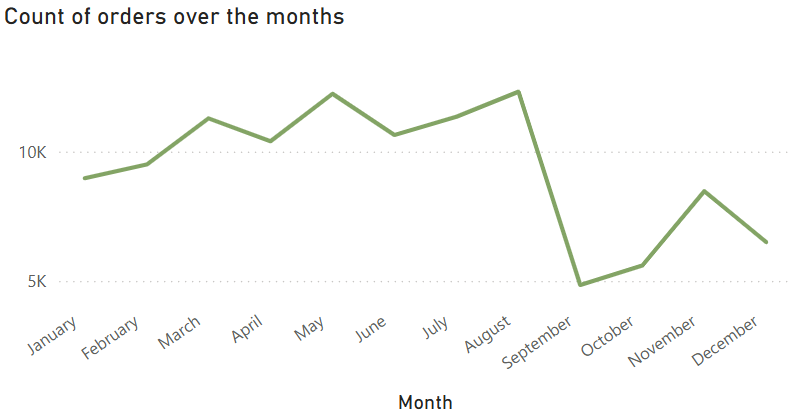 Count of orders over the months
10K
5K
January
February
March
April
May
June
July
August
September
October
November
December
Month